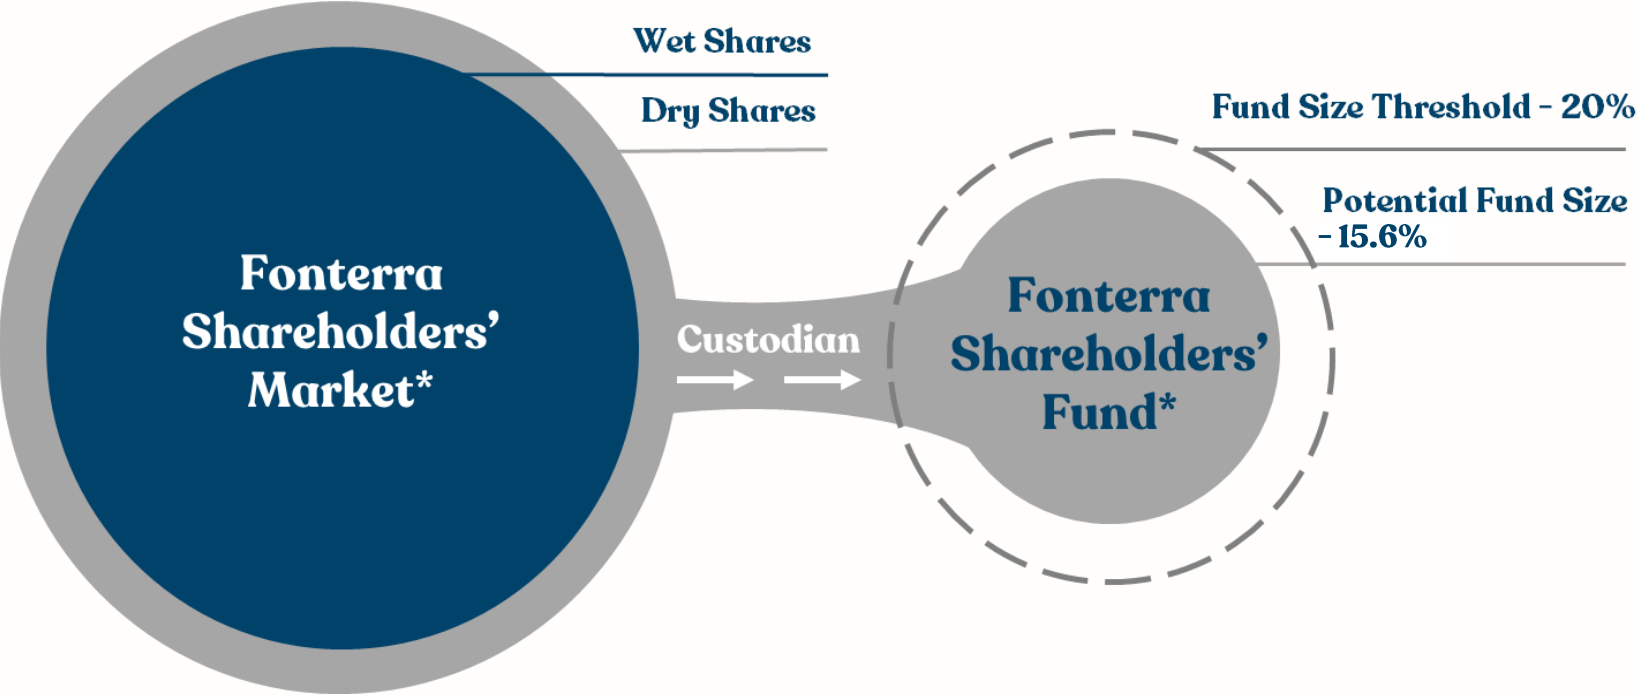 Wet Shares
Dry Shares
Fund Size Threshold - 20%
Potential Fund Size
- 15.6%
Fonterra
Shareholders’
Market*
Custodian
Fonterra
Shareholders’
Fund*